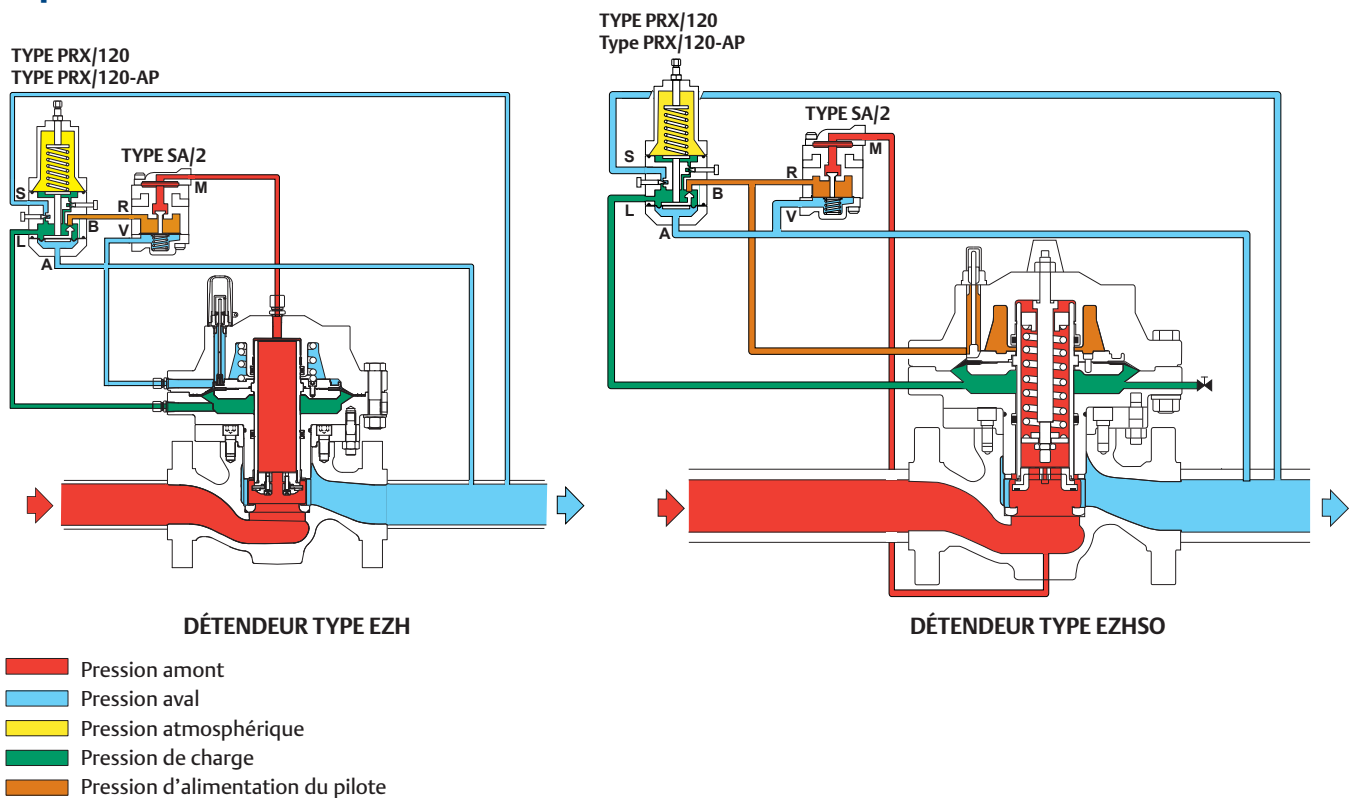 TYPE PRX/120
TYPE PRX/120-AP
TYPE SA/2
M
S
R
B
V
L
A
TYPE PRX/120
Type PRX/120-AP
TYPE SA/2
M
S
R
B
L
V
A
DÉTENDEUR TYPE EZH
DÉTENDEUR TYPE EZHSO
Pression amont
Pression aval
Pression atmosphérique
Pression de charge
Pression d’alimentation du pilote